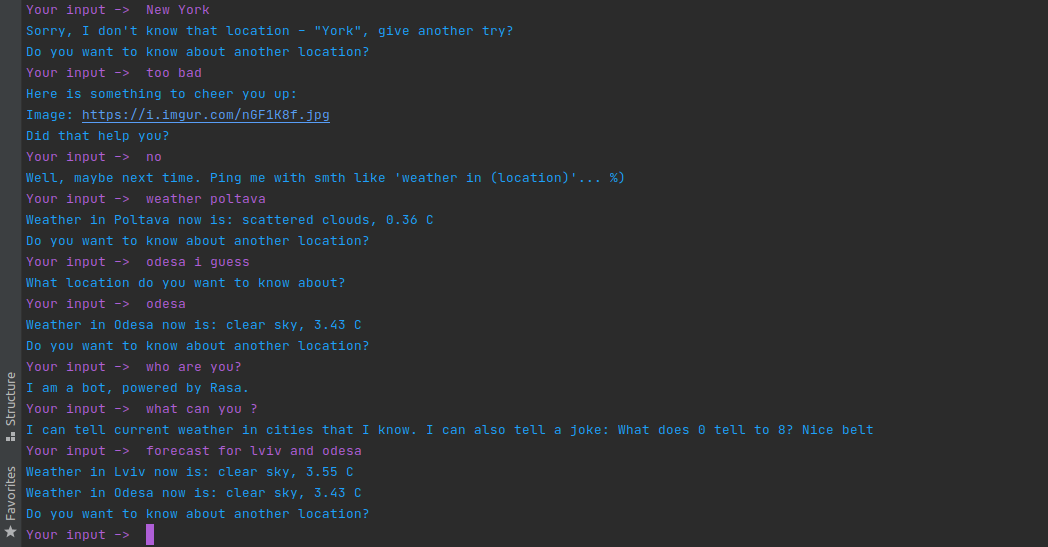 Your input ->  New York
Sorry, I don't know that location - "York", give another try?
Do you want to know about another location?
Your input ->  too bad
Here is something to cheer you up:
Image: https://i.imgur.com/nGF1K8f.jpg
Did that help you?
Your input ->  no
Well, maybe next time. Ping me with smth like 'weather in (location)'... %)
Your input ->  weather poltava
Weather in Poltava now is: scattered clouds, 0.36 C
Do you want to know about another location?
Your input ->  odesa i guess
What location do you want to know about?
Your input ->  odesa
Weather in Odesa now is: clear sky, 3.43 C
Do you want to know about another location?
Your input ->  who are you?
I am a bot, powered by Rasa.
Your input ->  what can you ?
I can tell current weather in cities that I know. I can also tell a joke: What does 0 tell to 8? Nice belt
Your input ->  forecast for lviv and odesa
Weather in Lviv now is: clear sky, 3.55 C
Weather in Odesa now is: clear sky, 3.43 C
Do you want to know about another location?
Your input ->
Structure
Favorites